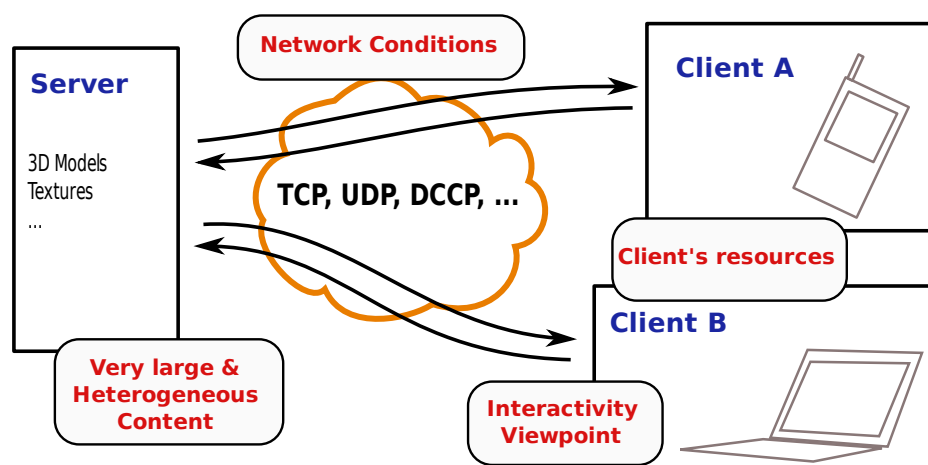 Network Conditions
Server
Client A
3D Models
Textures
...
TCP, UDP, DCCP, ...
Client's resources
Client B
Very large &
Heterogeneous
Content
Interactivity
Viewpoint